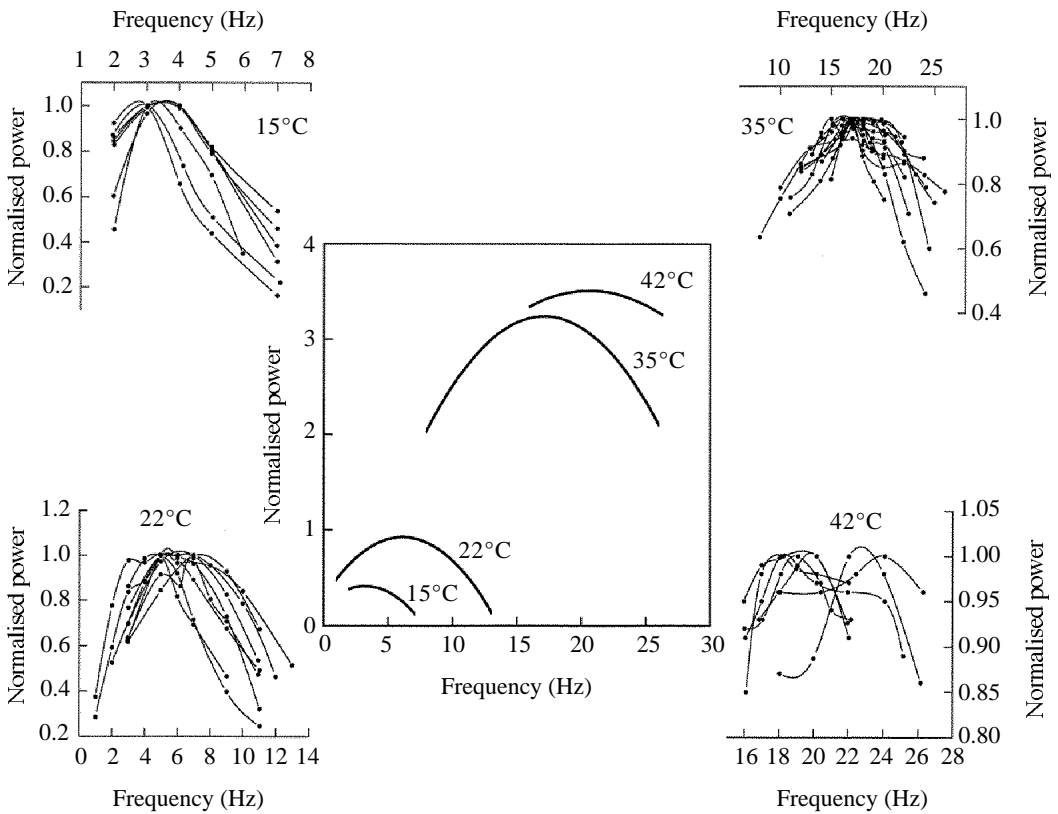 Frequency (Hz)
1 2 3 4 5 6 7 8
1.0
0.8
0.6
0.4
0.2
Normalised power
15°C
Frequency (Hz)
10 15 20 25
35°C
1.0
0.8
0.6
0.4
Normalised power
4
3
2
1
0
Normalised power
42°C
35°C
22°C
15°C
0 5 10 15 20 25 30
Frequency (Hz)
1.2
1.0
0.8
0.6
0.4
0.2
Normalised power
22°C
0 2 4 6 8 10 12 14
Frequency (Hz)
42°C
1.05
1.00
0.95
0.90
0.85
0.80
Normalised power
16 18 20 22 24 26 28
Frequency (Hz)